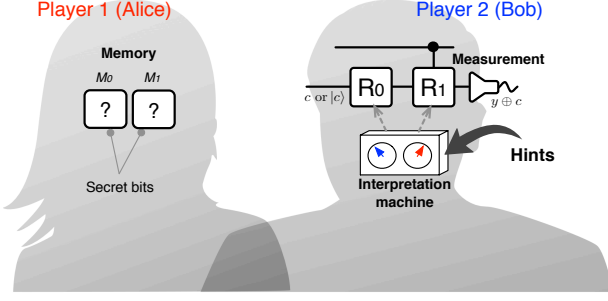 Player 1 (Alice)
Player 2 (Bob)
Memory
M0 M1
? ?
Secret bits
Measurement
c or |c⟩
R0 R1
y ⊕ c
Hints
Interpretation
machine